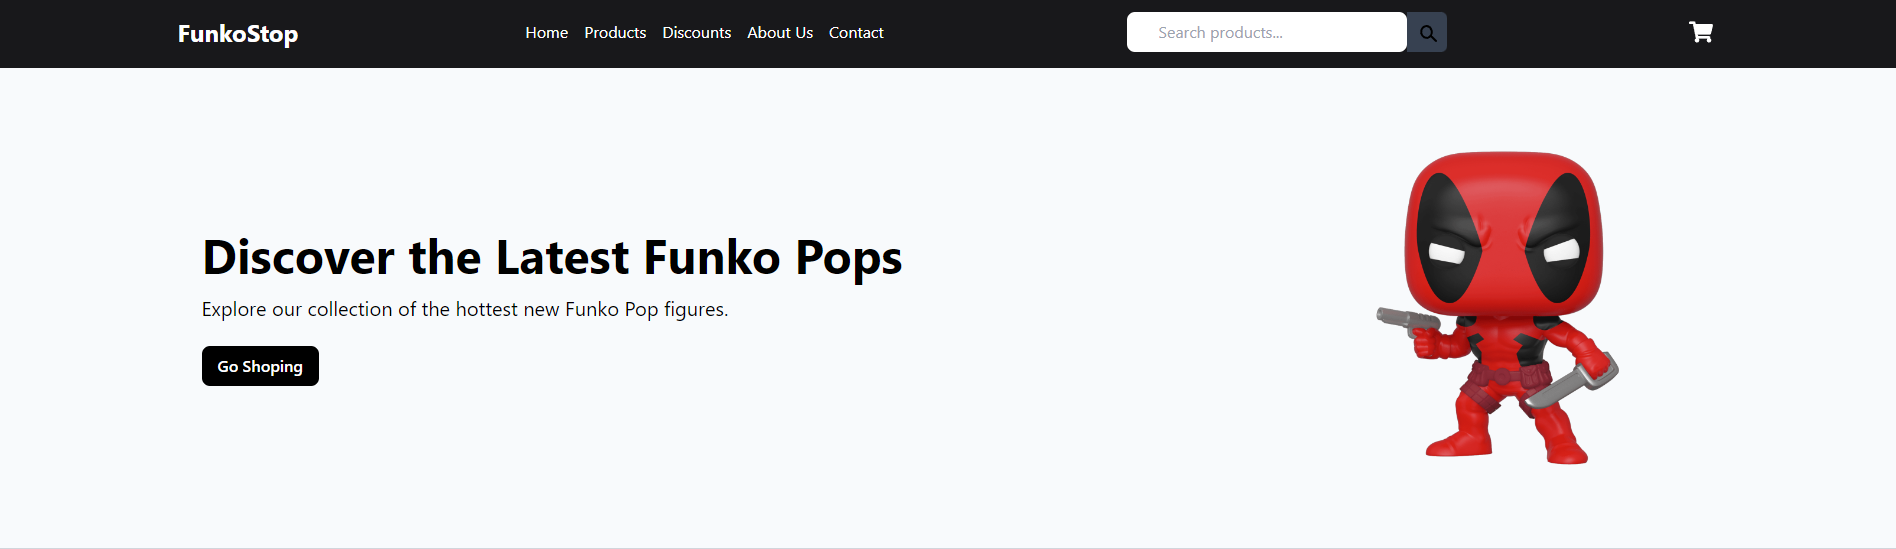 FunkoStop
Home Products Discounts About Us Contact
Search products...
Discover the Latest Funko Pops
Explore our collection of the hottest new Funko Pop figures.
Go Shoping